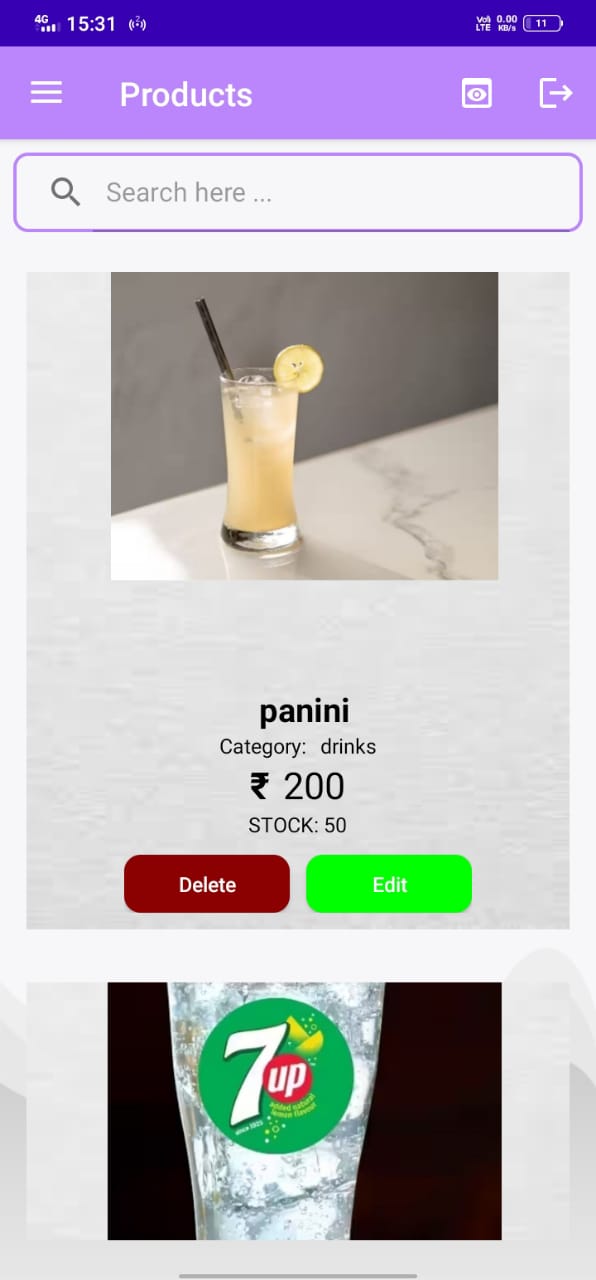 4G 15:31 Vo) LTE 0.00 KB/s 11
Products
Search here ...
panini
Category: drinks
₹ 200
STOCK: 50
Delete Edit
7up
added natural
lemon flavour
since 1929